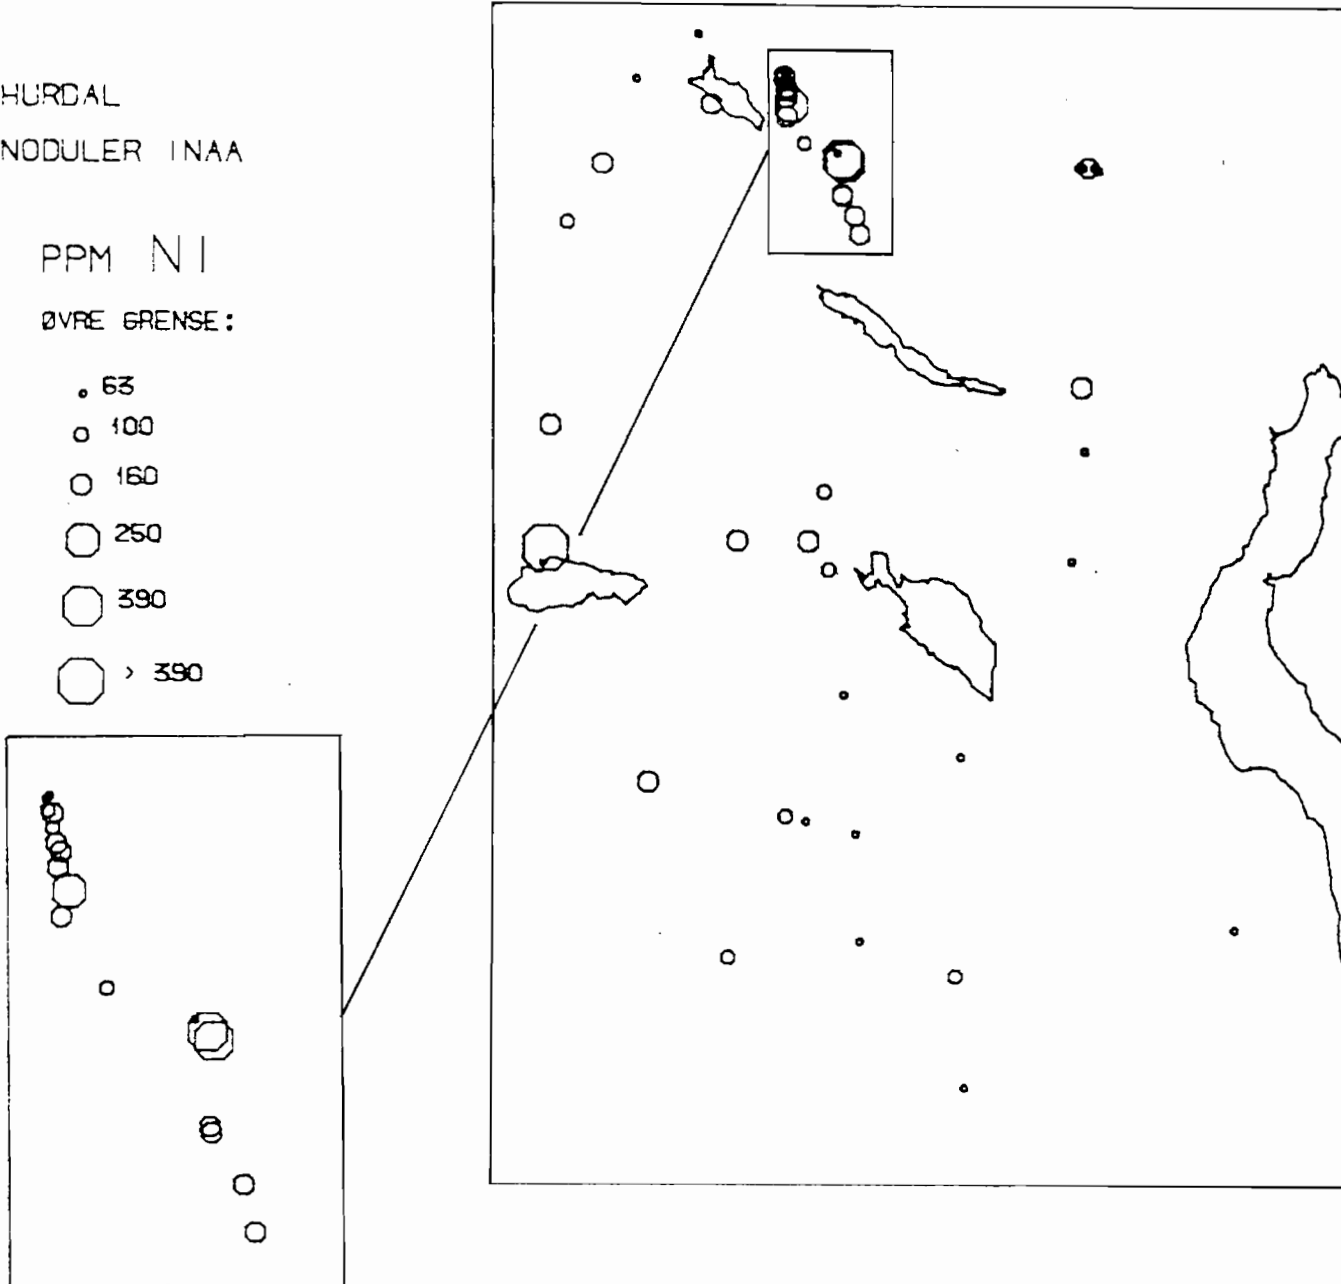 HURDAL
NODULER INAA
PPM NI
ØVRE GRENSE:
63
100
160
250
390
> 390